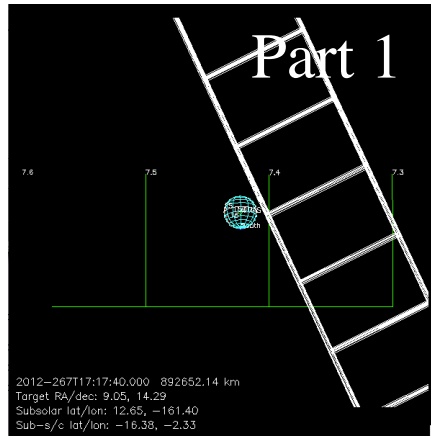 Part 1
7.6 7.5 7.4 7.3
South
2012-267T17:17:40.000 892652.14 km
Target RA/dec: 9.05, 14.29
Subsolar lat/lon: 12.65, -161.40
Sub-s/c lat/lon: -16.38, -2.33